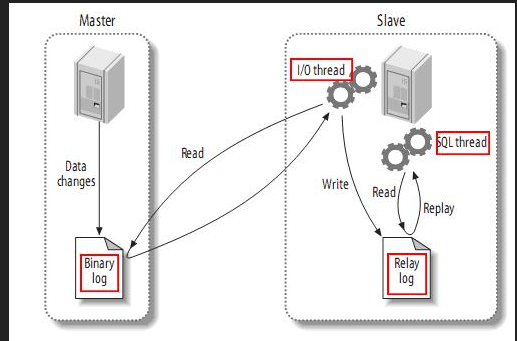 Master
Slave
I/O thread
SQL thread
Read
Data
changes
Write
Read
Replay
Binary
log
Relay
log